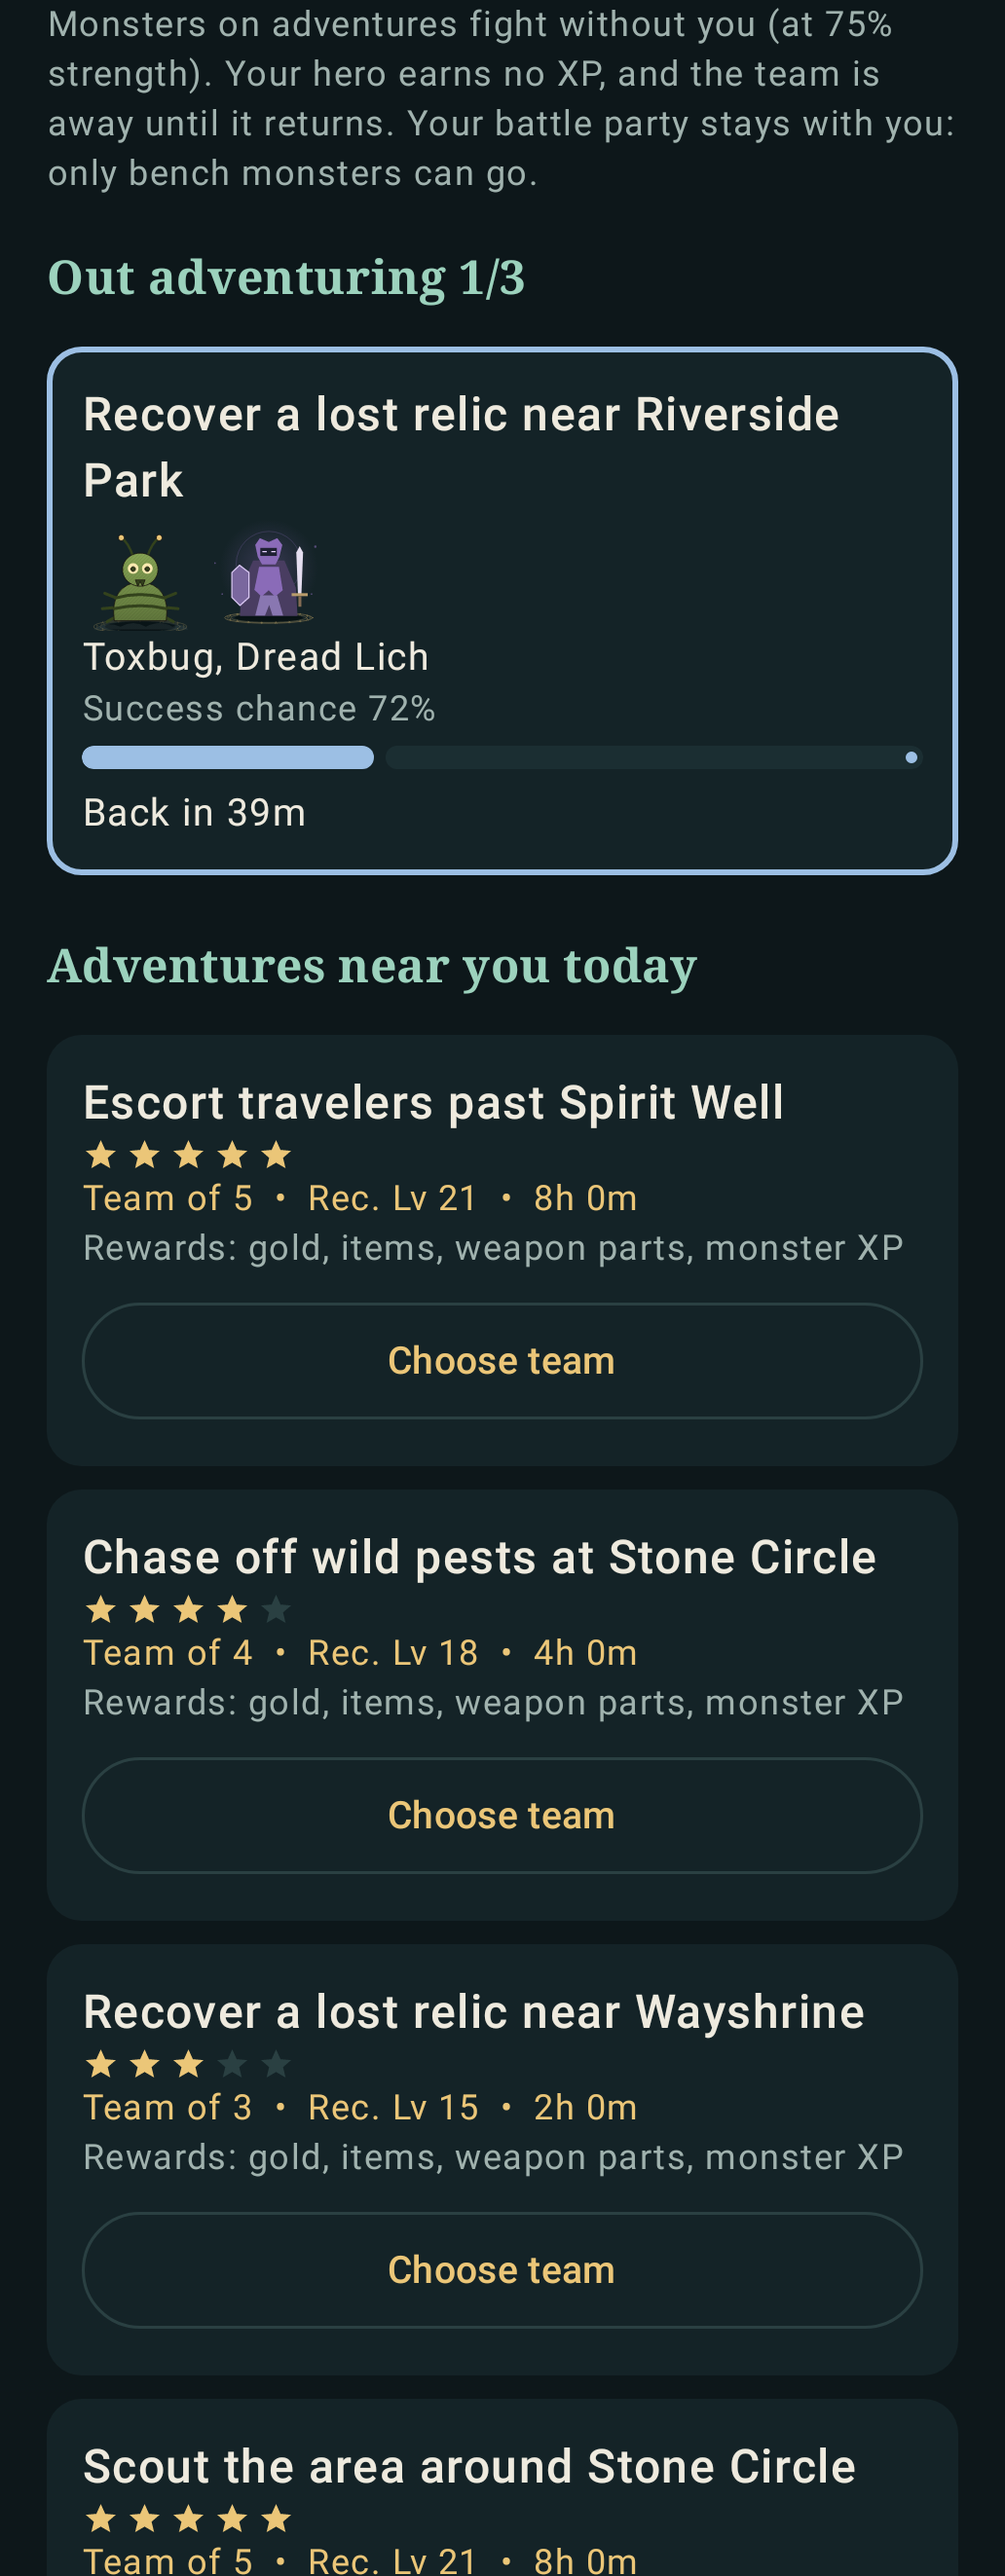 Monsters on adventures fight without you (at 75%
strength). Your hero earns no XP, and the team is
away until it returns. Your battle party stays with you:
only bench monsters can go.
Out adventuring 1/3
Recover a lost relic near Riverside
Park
Toxbug, Dread Lich
Success chance 72%
Back in 39m
Adventures near you today
Escort travelers past Spirit Well
Team of 5 • Rec. Lv 21 • 8h 0m
Rewards: gold, items, weapon parts, monster XP
Choose team
Chase off wild pests at Stone Circle
Team of 4 • Rec. Lv 18 • 4h 0m
Rewards: gold, items, weapon parts, monster XP
Choose team
Recover a lost relic near Wayshrine
Team of 3 • Rec. Lv 15 • 2h 0m
Rewards: gold, items, weapon parts, monster XP
Choose team
Scout the area around Stone Circle
Team of 5 • Rec. Lv 21 • 8h 0m